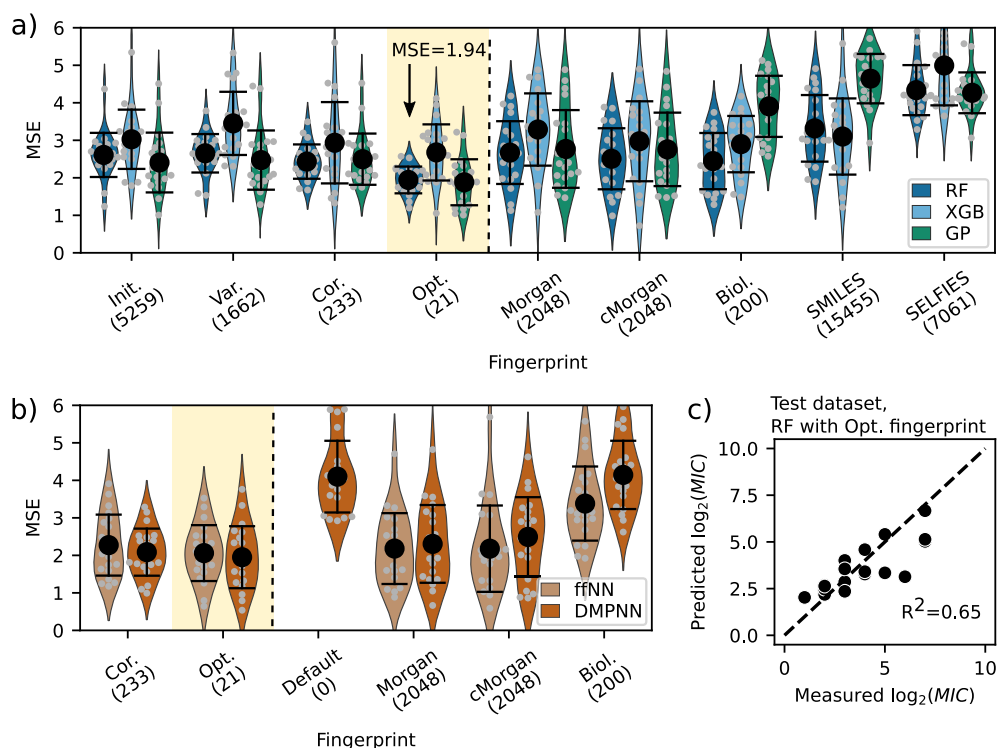 a)
MSE
6
5
4
3
2
1
0
MSE=1.94
RF
XGB
GP
Init.
(5259)
Var.
(1662)
Cor.
(233)
Opt.
(21)
Morgan
(2048)
cMorgan
(2048)
Biol.
(200)
SMILES
(15455)
SELFIES
(7061)
Fingerprint
b)
MSE
6
5
4
3
2
1
0
ffNN
DMPNN
Cor.
(233)
Opt.
(21)
Default
(0)
Morgan
(2048)
cMorgan
(2048)
Biol.
(200)
Fingerprint
c)
Test dataset,
RF with Opt. fingerprint
Predicted log₂(MIC)
10.0
7.5
5.0
2.5
0.0
R²=0.65
0 5 10
Measured log₂(MIC)